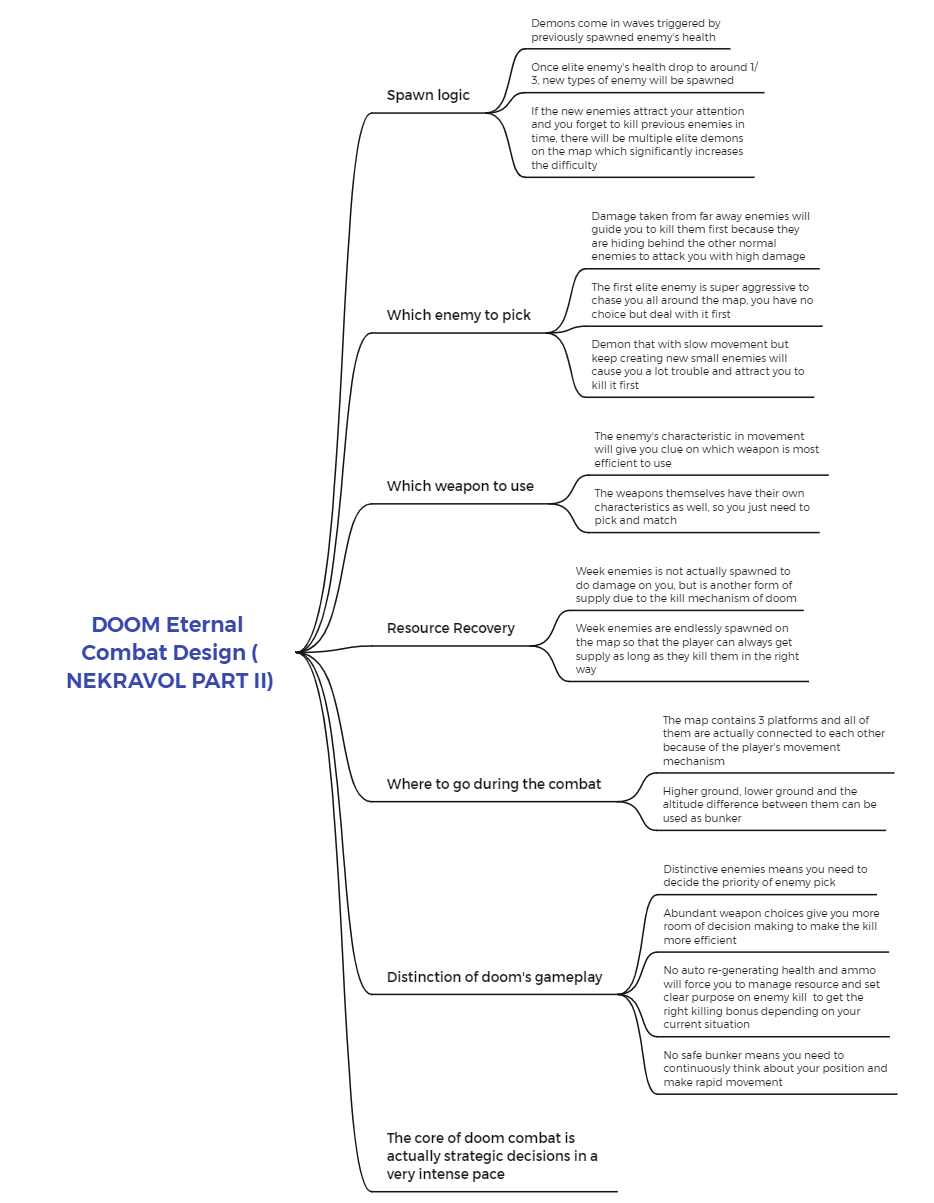 Demons come in waves triggered by
previously spawned enemy's health
Once elite enemy's health drop to around 1/
3, new types of enemy will be spawned
Spawn logic
If the new enemies attract your attention
and you forget to kill previous enemies in
time, there will be multiple elite demons
on the map which significantly increases
the difficulty
Damage taken from far away enemies will
guide you to kill them first because they
are hiding behind the other normal
enemies to attack you with high damage
The first elite enemy is super aggressive to
chase you all around the map, you have no
choice but deal with it first
Which enemy to pick
Demon that with slow movement but
keep creating new small enemies will
cause you a lot trouble and attract you to
kill it first
The enemy's characteristic in movement
will give you clue on which weapon is most
efficient to use
Which weapon to use
The weapons themselves have their own
characteristics as well, so you just need to
pick and match
Week enemies is not actually spawned to
do damage on you, but is another form of
supply due to the kill mechanism of doom
Resource Recovery
Week enemies are endlessly spawned on
the map so that the player can always get
supply as long as they kill them in the right
way
DOOM Eternal
Combat Design (
NEKRAVOL PART II)
The map contains 3 platforms and all of
them are actually connected to each other
because of the player's movement
mechanism
Where to go during the combat
Higher ground, lower ground and the
altitude difference between them can be
used as bunker
Distinctive enemies means you need to
decide the priority of enemy pick
Abundant weapon choices give you more
room of decision making to make the kill
more efficient
Distinction of doom's gameplay
No auto re-generating health and ammo
will force you to manage resource and set
clear purpose on enemy kill  to get the
right killing bonus depending on your
current situation
No safe bunker means you need to
continuously think about your position and
make rapid movement
The core of doom combat is
actually strategic decisions in a
very intense pace